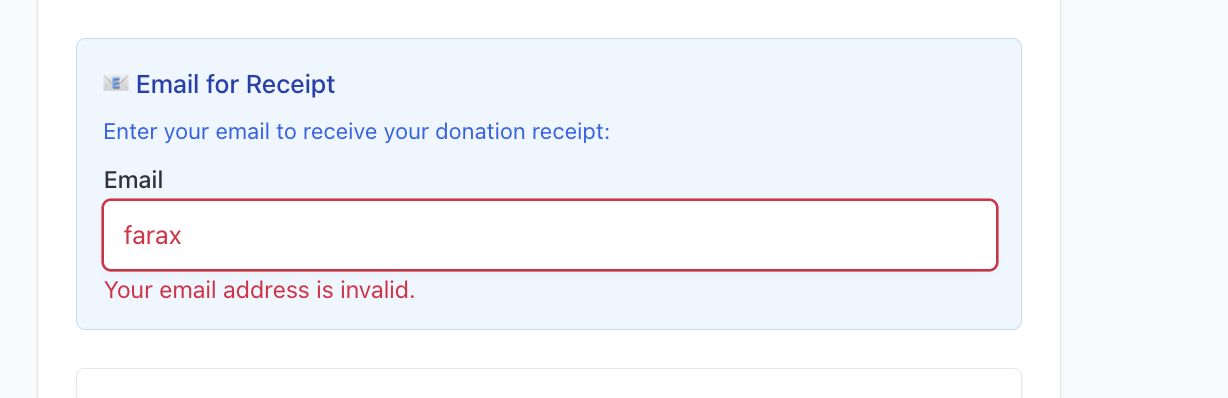 📧 Email for Receipt
Enter your email to receive your donation receipt:
Email
farax
Your email address is invalid.